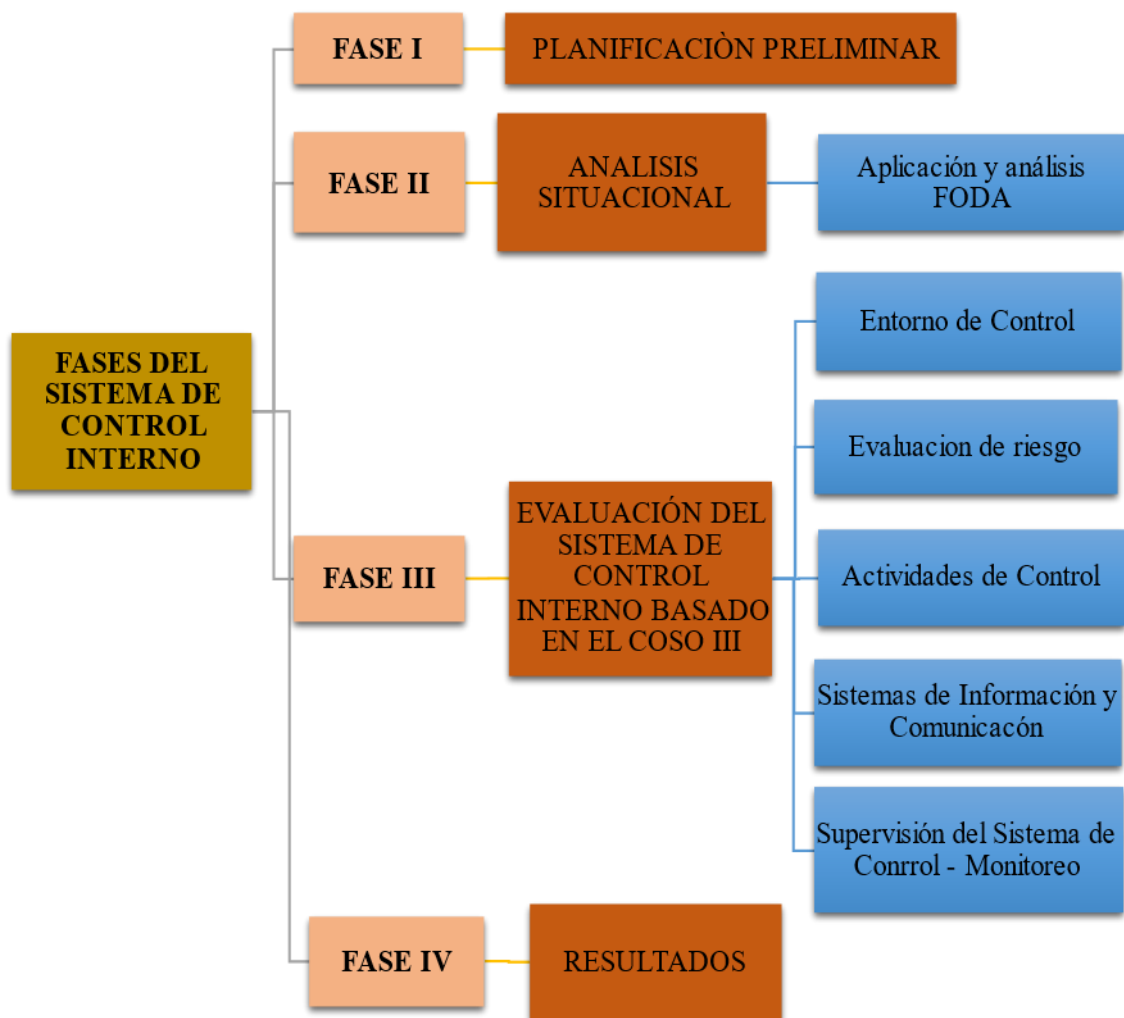 FASE I
PLANIFICACIÒN PRELIMINAR
FASE II
ANALISIS
SITUACIONAL
Aplicación y análisis
FODA
FASES DEL
SISTEMA DE
CONTROL
INTERNO
FASE III
EVALUACIÓN DEL
SISTEMA DE
CONTROL
INTERNO BASADO
EN EL COSO III
Entorno de Control
Evaluacion de riesgo
Actividades de Control
Sistemas de Información y
Comunicacón
Supervisión del Sistema de
Conrrol - Monitoreo
FASE IV
RESULTADOS